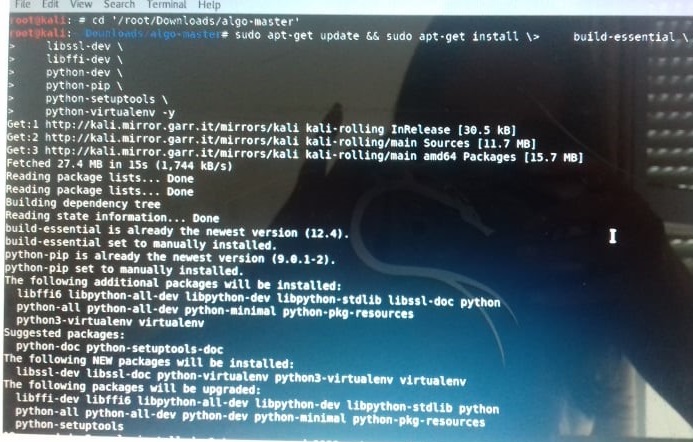 File Edit View Search Terminal Help
root@kali: # cd '/root/Downloads/algo-master'
root@kali: Downloads/algo-master# sudo apt-get update && sudo apt-get install \> build-essential \
> libssl-dev \
> libffi-dev \
> python-dev \
> python-pip \
> python-setuptools \
> python-virtualenv -y
Get:1 http://kali.mirror.garr.it/mirrors/kali kali-rolling InRelease [30.5 kB]
Get:2 http://kali.mirror.garr.it/mirrors/kali kali-rolling/main Sources [11.7 MB]
Get:3 http://kali.mirror.garr.it/mirrors/kali kali-rolling/main amd64 Packages [15.7 MB]
Fetched 27.4 MB in 15s (1,744 kB/s)
Reading package lists... Done
Reading package lists... Done
Building dependency tree
Reading state information... Done
build-essential is already the newest version (12.4).
build-essential set to manually installed.
python-pip is already the newest version (9.0.1-2).
python-pip set to manually installed.
The following additional packages will be installed:
libffi6 libpython-all-dev libpython-dev libpython-stdlib libssl-doc python
python-all python-all-dev python-minimal python-pkg-resources
python3-virtualenv virtualenv
Suggested packages:
python-doc python-setuptools-doc
The following NEW packages will be installed:
libssl-dev libssl-doc python-virtualenv python3-virtualenv virtualenv
The following packages will be upgraded:
libffi-dev libffi6 libpython-all-dev libpython-dev libpython-stdlib python
python-all python-all-dev python-dev python-minimal python-pkg-resources
python-setuptools